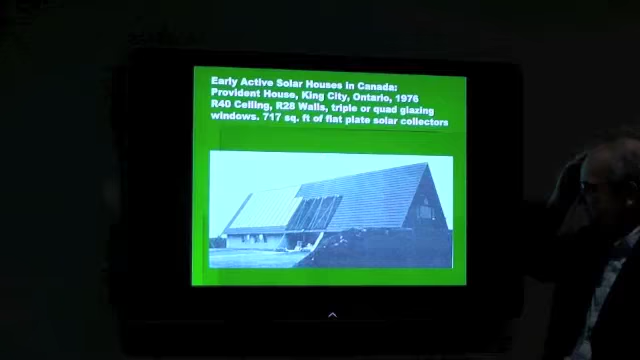 Early Active Solar Houses in Canada:
Provident House, King City, Ontario, 1976
R40 Ceiling, R28 Walls, triple or quad glazing
windows. 717 sq. ft of flat plate solar collectors